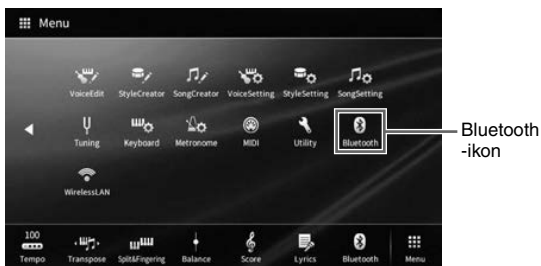 Menu
VoiceEdit StyleCreator SongCreator VoiceSetting StyleSetting SongSetting
Tuning Keyboard Metronome MIDI Utility Bluetooth
WirelessLAN
100
Tempo Transpose Split&Fingering Balance Score Lyrics Bluetooth Menu
Bluetooth
-ikon